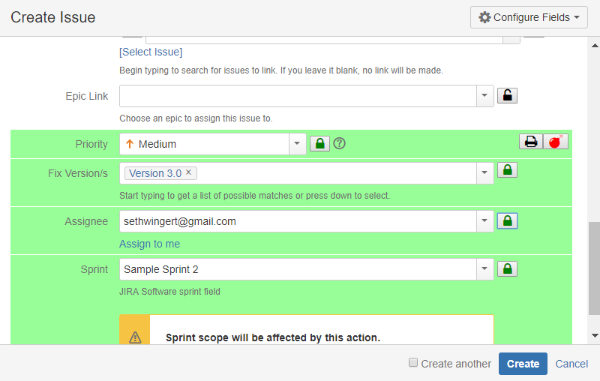 Create Issue
Configure Fields
[Select Issue]
Begin typing to search for issues to link. If you leave it blank, no link will be made.
Epic Link
Choose an epic to assign this issue to.
Priority Medium
Fix Version/s Version 3.0 ×
Start typing to get a list of possible matches or press down to select.
Assignee sethwingert@gmail.com
Assign to me
Sprint Sample Sprint 2
JIRA Software sprint field
Sprint scope will be affected by this action.
Create another Create Cancel